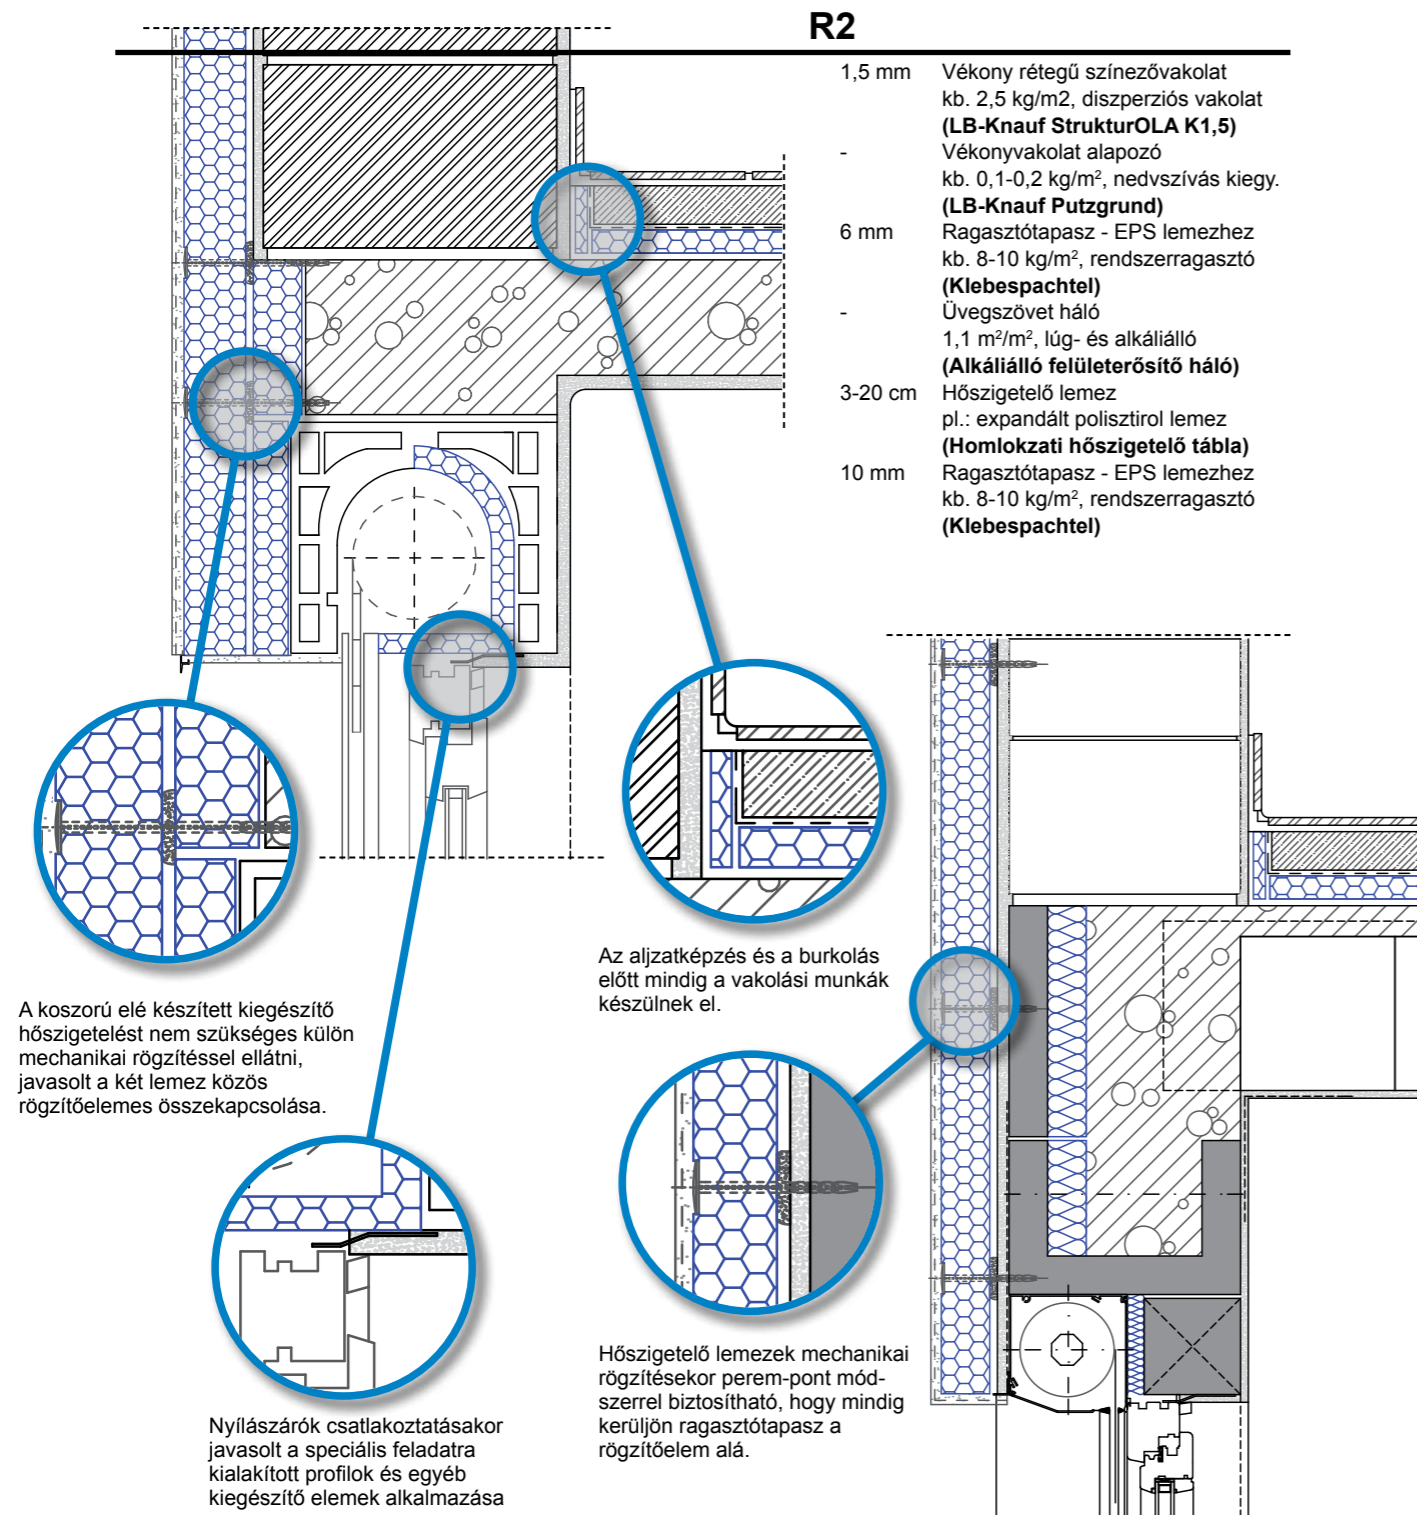 R2
1,5 mm Vékony rétegű színezővakolat
kb. 2,5 kg/m2, diszperziós vakolat
(LB-Knauf StrukturOLA K1,5)
- Vékonyvakolat alapozó
kb. 0,1-0,2 kg/m², nedvszívás kiegy.
(LB-Knauf Putzgrund)
6 mm Ragasztótapasz - EPS lemezhez
kb. 8-10 kg/m², rendszerragasztó
(Klebespachtel)
- Üvegszövet háló
1,1 m²/m², lúg- és alkáliálló
(Alkáliálló felületerősítő háló)
3-20 cm Hőszigetelő lemez
pl.: expandált polisztirol lemez
(Homlokzati hőszigetelő tábla)
10 mm Ragasztótapasz - EPS lemezhez
kb. 8-10 kg/m², rendszerragasztó
(Klebespachtel)
Az aljzatképzés és a burkolás
előtt mindig a vakolási munkák
készülnek el.
A koszorú elé készített kiegészítő
hőszigetelést nem szükséges külön
mechanikai rögzítéssel ellátni,
javasolt a két lemez közös
rögzítőelemes összekapcsolása.
Hőszigetelő lemezek mechanikai
rögzítésekor perem-pont mód-
szerrel biztosítható, hogy mindig
kerüljön ragasztótapasz a
rögzítőelem alá.
Nyílászárók csatlakoztatásakor
javasolt a speciális feladatra
kialakított profilok és egyéb
kiegészítő elemek alkalmazása